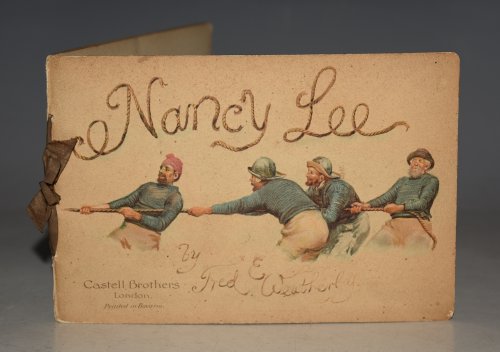 Nancy Lee
by
Fred. E. Weatherly.
Castell Brothers
London.
Printed in Bavaria.